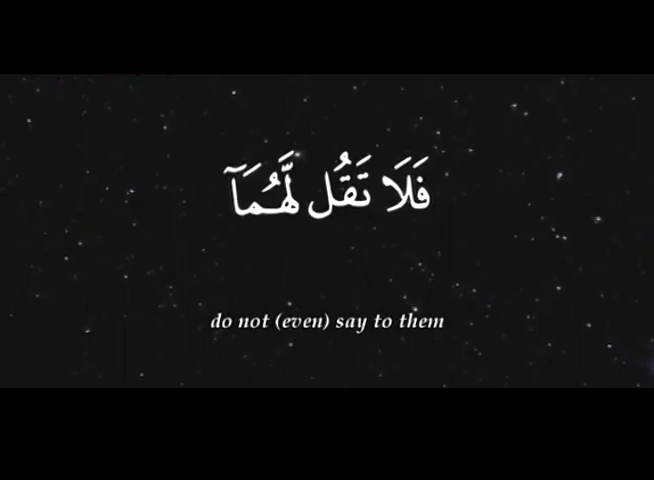 فَلَا تَقُل لَّهُمَآ
do not (even) say to them